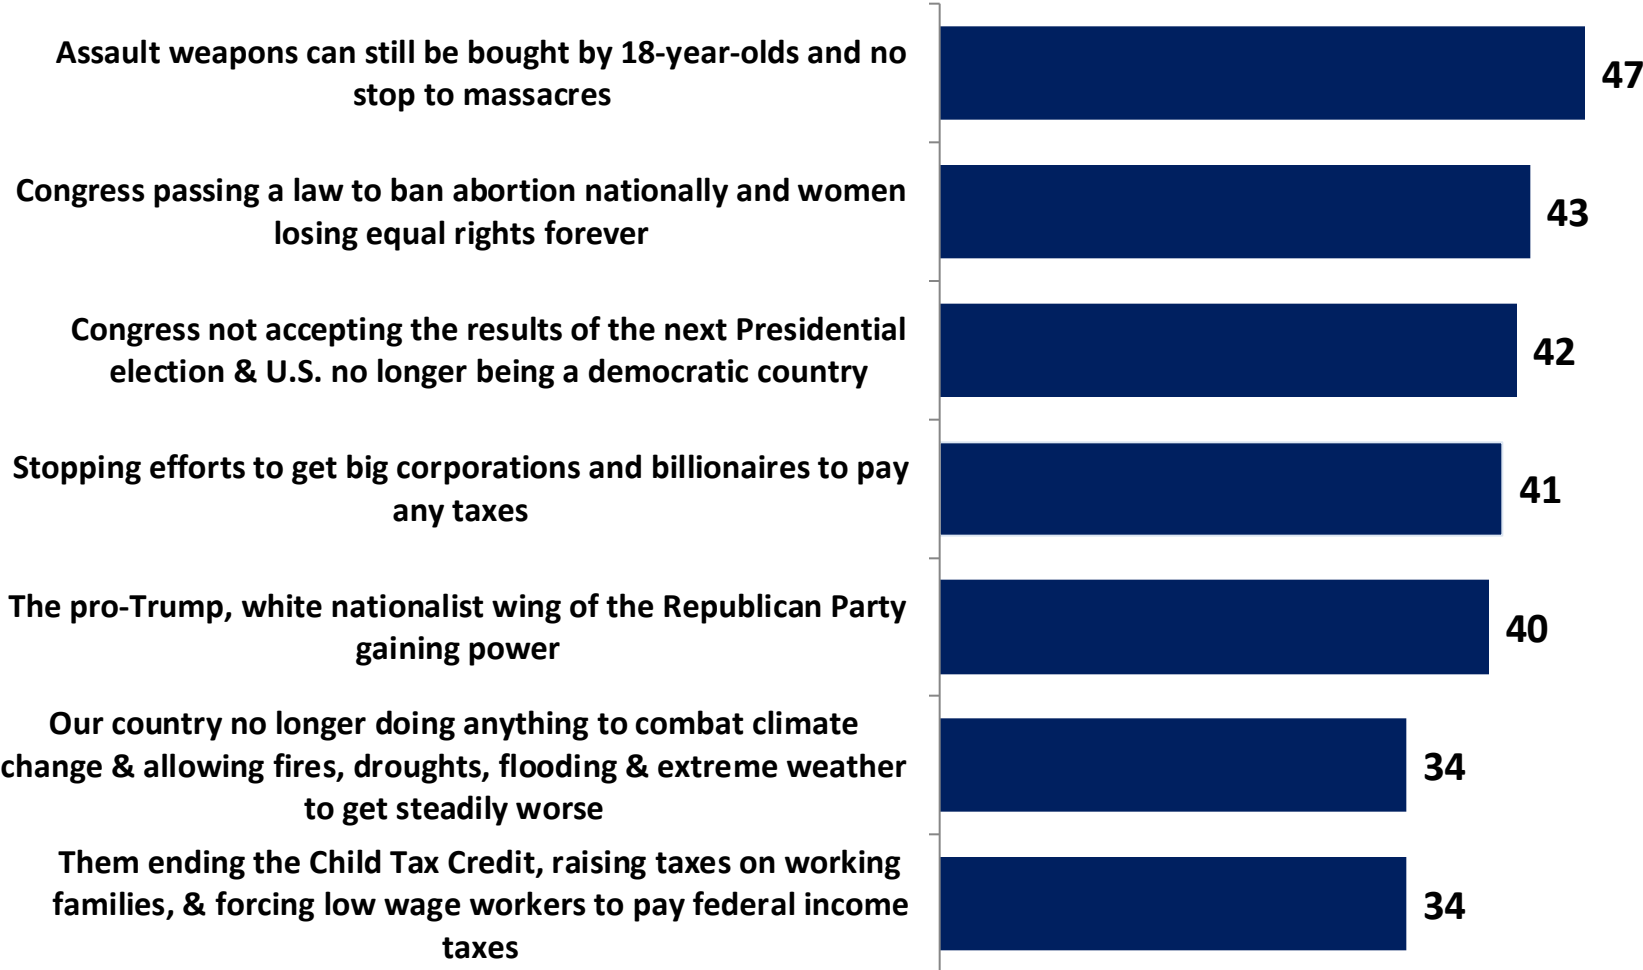 Assault weapons can still be bought by 18-year-olds and no
stop to massacres
47
Congress passing a law to ban abortion nationally and women
losing equal rights forever
43
Congress not accepting the results of the next Presidential
election & U.S. no longer being a democratic country
42
Stopping efforts to get big corporations and billionaires to pay
any taxes
41
The pro-Trump, white nationalist wing of the Republican Party
gaining power
40
Our country no longer doing anything to combat climate
change & allowing fires, droughts, flooding & extreme weather
to get steadily worse
34
Them ending the Child Tax Credit, raising taxes on working
families, & forcing low wage workers to pay federal income
taxes
34